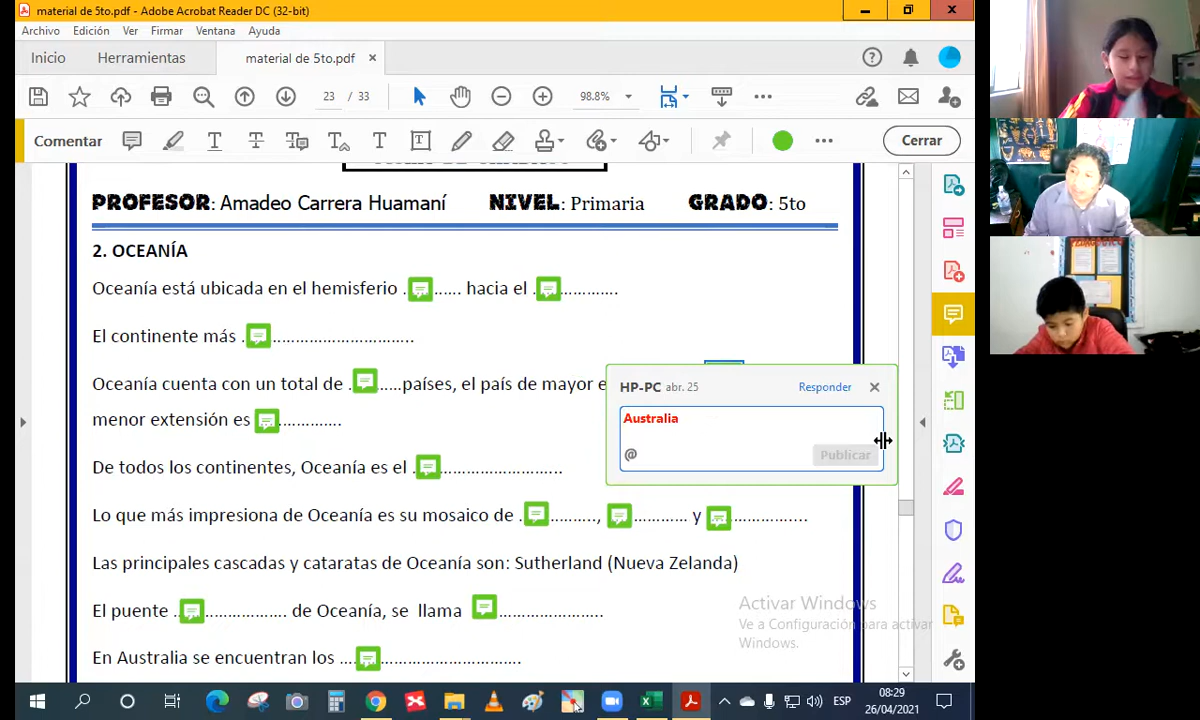 material de 5to.pdf - Adobe Acrobat Reader DC (32-bit)
Archivo Edición Ver Firmar Ventana Ayuda
Inicio Herramientas material de 5to.pdf
23 / 33 98.8%
Comentar Cerrar
PROFESOR: Amadeo Carrera Huamaní NIVEL: Primaria GRADO: 5to
2. OCEANÍA
Oceanía está ubicada en el hemisferio ....... hacia el .............
El continente más ..............................
Oceanía cuenta con un total de ......países, el país de mayor e
menor extensión es .............
De todos los continentes, Oceanía es el .........................
Lo que más impresiona de Oceanía es su mosaico de ..........., ............ y ................
Las principales cascadas y cataratas de Oceanía son: Sutherland (Nueva Zelanda)
El puente ................... de Oceanía, se llama ......................
En Australia se encuentran los .................................
HP-PC abr. 25 Responder
Australia
@ Publicar
Activar Windows
Ve a Configuración para activar
Windows.
ESP
08:29
26/04/2021